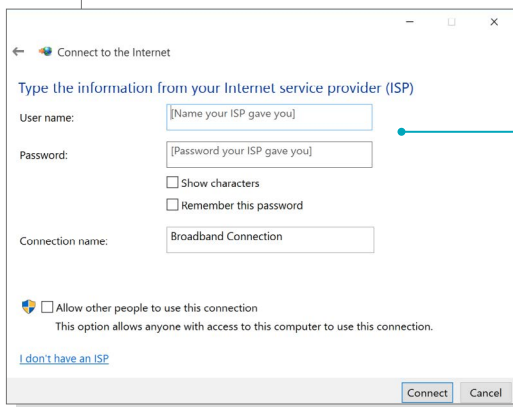 Connect to the Internet
Type the information from your Internet service provider (ISP)
User name:
[Name your ISP gave you]
Password:
[Password your ISP gave you]
Show characters
Remember this password
Connection name:
Broadband Connection
Allow other people to use this connection
This option allows anyone with access to this computer to use this connection.
I don't have an ISP
Connect
Cancel